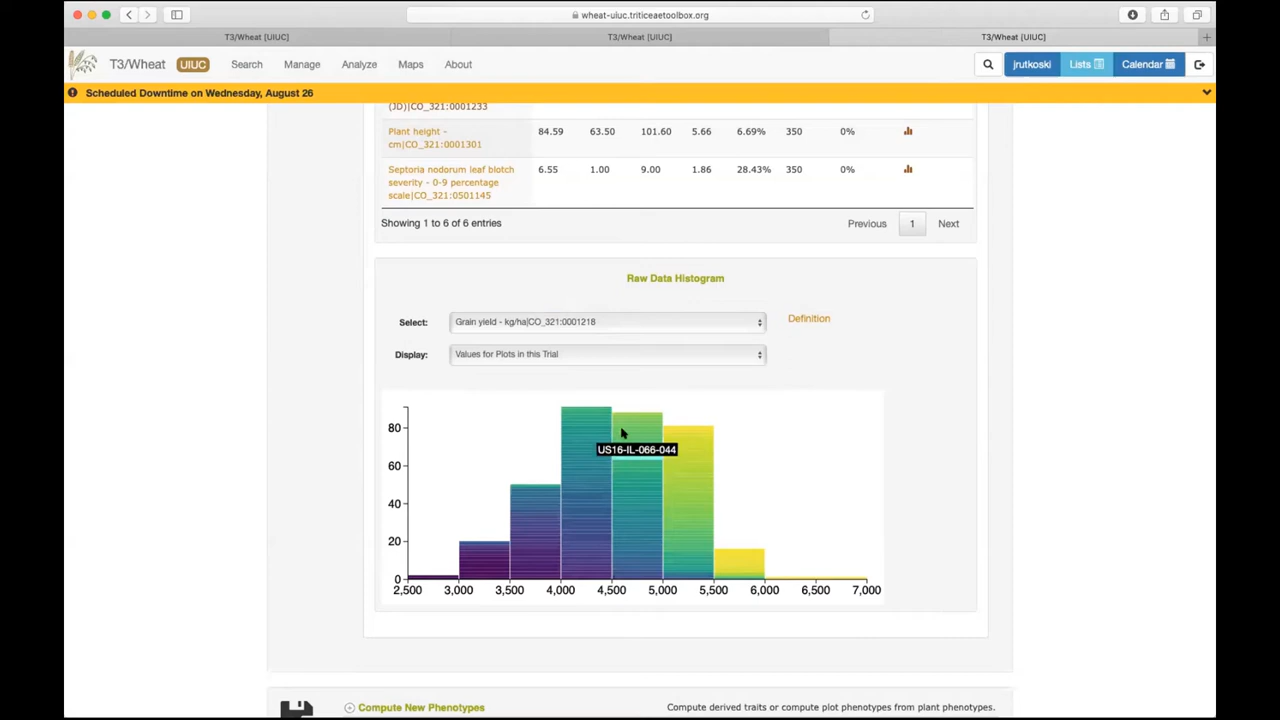 wheat-uiuc.triticeaetoolbox.org
T3/Wheat [UIUC] T3/Wheat [UIUC] T3/Wheat [UIUC]
T3/Wheat UIUC Search Manage Analyze Maps About jrutkoski Lists Calendar
Scheduled Downtime on Wednesday, August 26
(JD)|CO_321:0001233
Plant height -
cm|CO_321:0001301
84.59 63.50 101.60 5.66 6.69% 350 0%
Septoria nodorum leaf blotch
severity - 0-9 percentage
scale|CO_321:0501145
6.55 1.00 9.00 1.86 28.43% 350 0%
Showing 1 to 6 of 6 entries Previous 1 Next
Raw Data Histogram
Select: Grain yield - kg/ha|CO_321:0001218 Definition
Display: Values for Plots in this Trial
80
60
40
20
0
US16-IL-066-044
2,500 3,000 3,500 4,000 4,500 5,000 5,500 6,000 6,500 7,000
Compute New Phenotypes Compute derived traits or compute plot phenotypes from plant phenotypes.